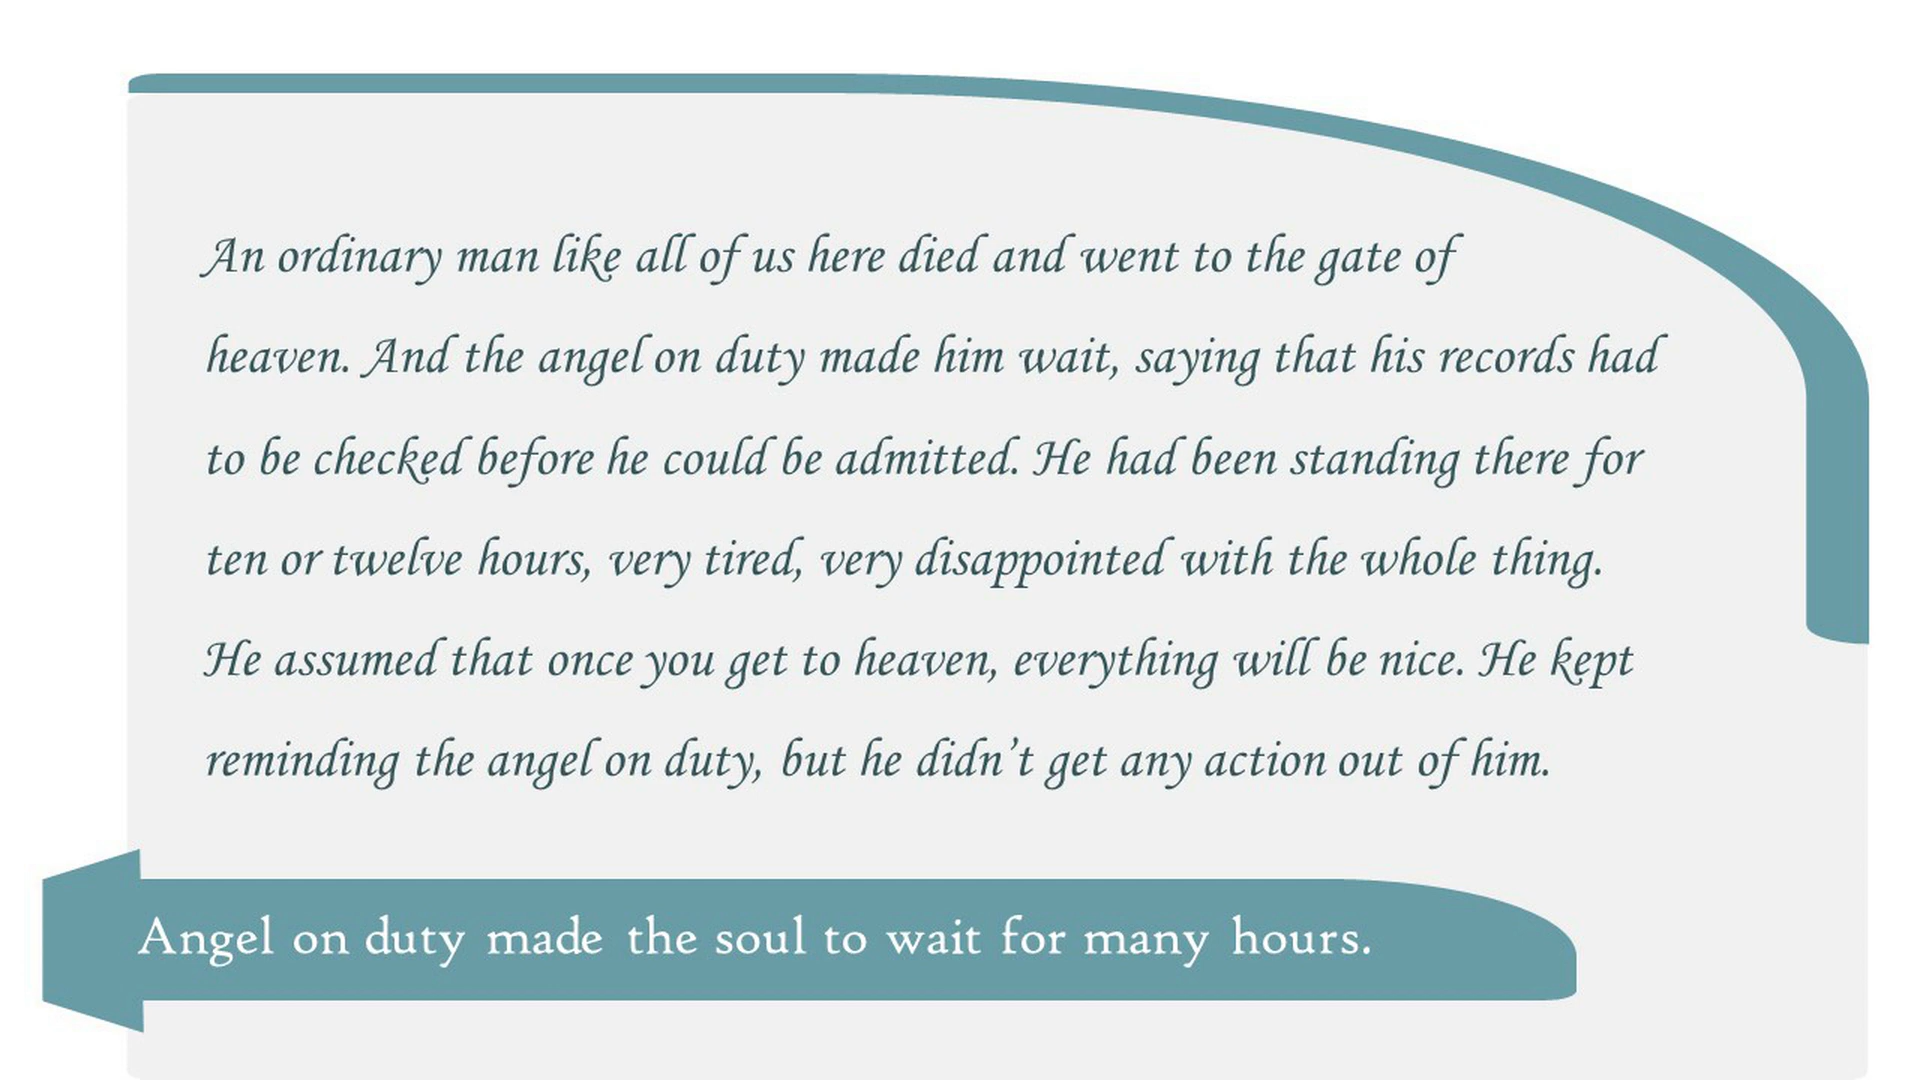 An ordinary man like all of us here died and went to the gate of
heaven. And the angel on duty made him wait, saying that his records had
to be checked before he could be admitted. He had been standing there for
ten or twelve hours, very tired, very disappointed with the whole thing.
He assumed that once you get to heaven, everything will be nice. He kept
reminding the angel on duty, but he didn’t get any action out of him.
Angel on duty made the soul to wait for many hours.